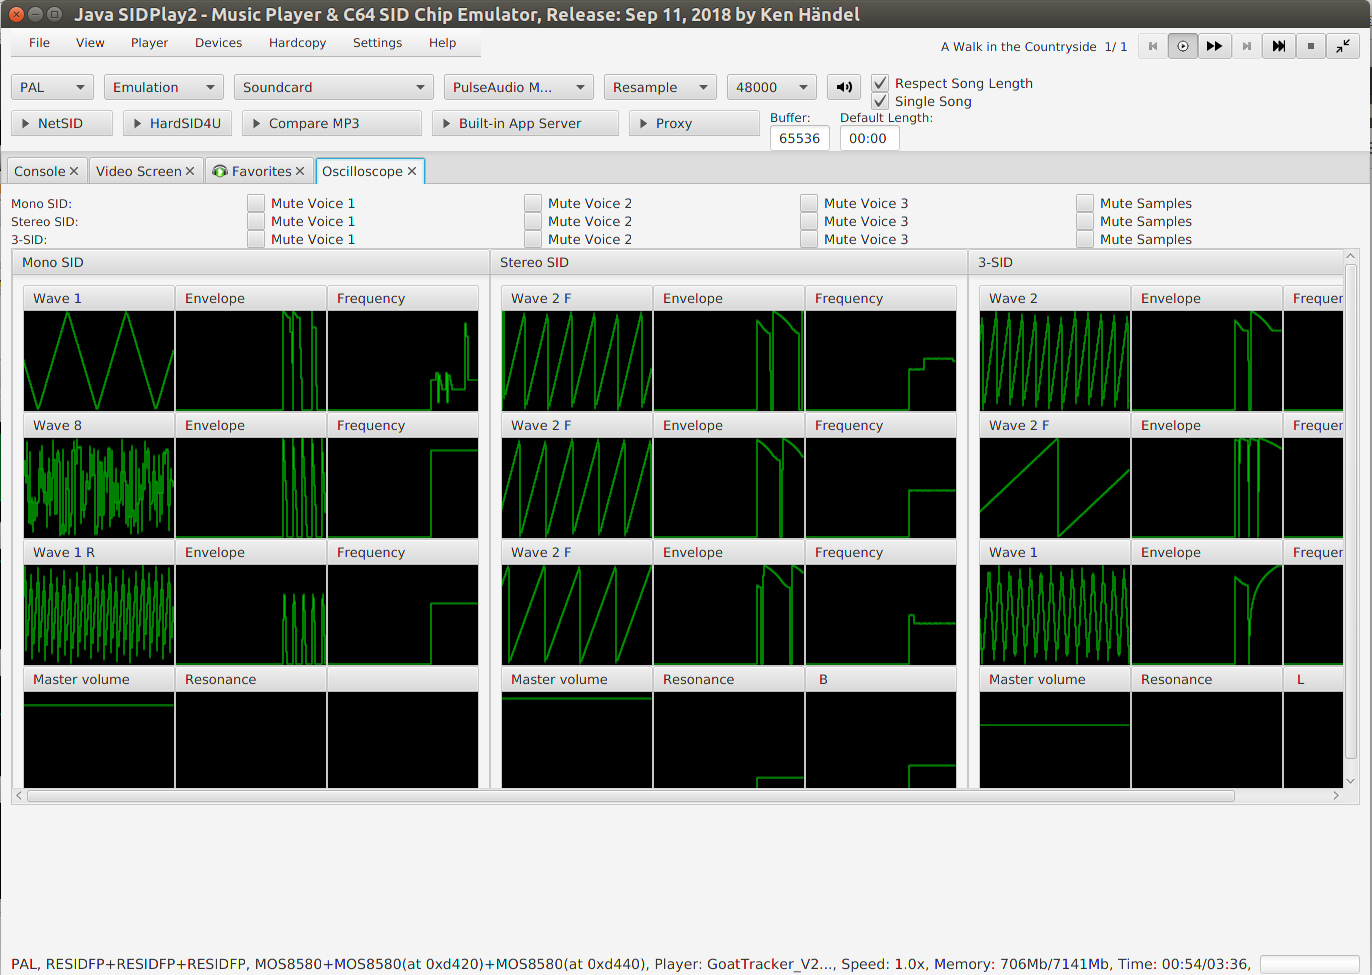 Java SIDPlay2 - Music Player & C64 SID Chip Emulator, Release: Sep 11, 2018 by Ken Händel
File View Player Devices Hardcopy Settings Help
A Walk in the Countryside 1/ 1
PAL Emulation Soundcard PulseAudio M... Resample 48000
Respect Song Length
Single Song
NetSID HardSID4U Compare MP3 Built-in App Server Proxy
Buffer: Default Length:
65536 00:00
Console Video Screen Favorites Oscilloscope
Mono SID: Mute Voice 1 Mute Voice 2 Mute Voice 3 Mute Samples
Stereo SID: Mute Voice 1 Mute Voice 2 Mute Voice 3 Mute Samples
3-SID: Mute Voice 1 Mute Voice 2 Mute Voice 3 Mute Samples
Mono SID Stereo SID 3-SID
Wave 1 Envelope Frequency Wave 2 F Envelope Frequency Wave 2 Envelope Frequer
Wave 8 Envelope Frequency Wave 2 F Envelope Frequency Wave 2 F Envelope Frequer
Wave 1 R Envelope Frequency Wave 2 F Envelope Frequency Wave 1 Envelope Frequer
Master volume Resonance Master volume Resonance B Master volume Resonance L
PAL, RESIDFP+RESIDFP+RESIDFP, MOS8580+MOS8580(at 0xd420)+MOS8580(at 0xd440), Player: GoatTracker_V2..., Speed: 1.0x, Memory: 706Mb/7141Mb, Time: 00:54/03:36,